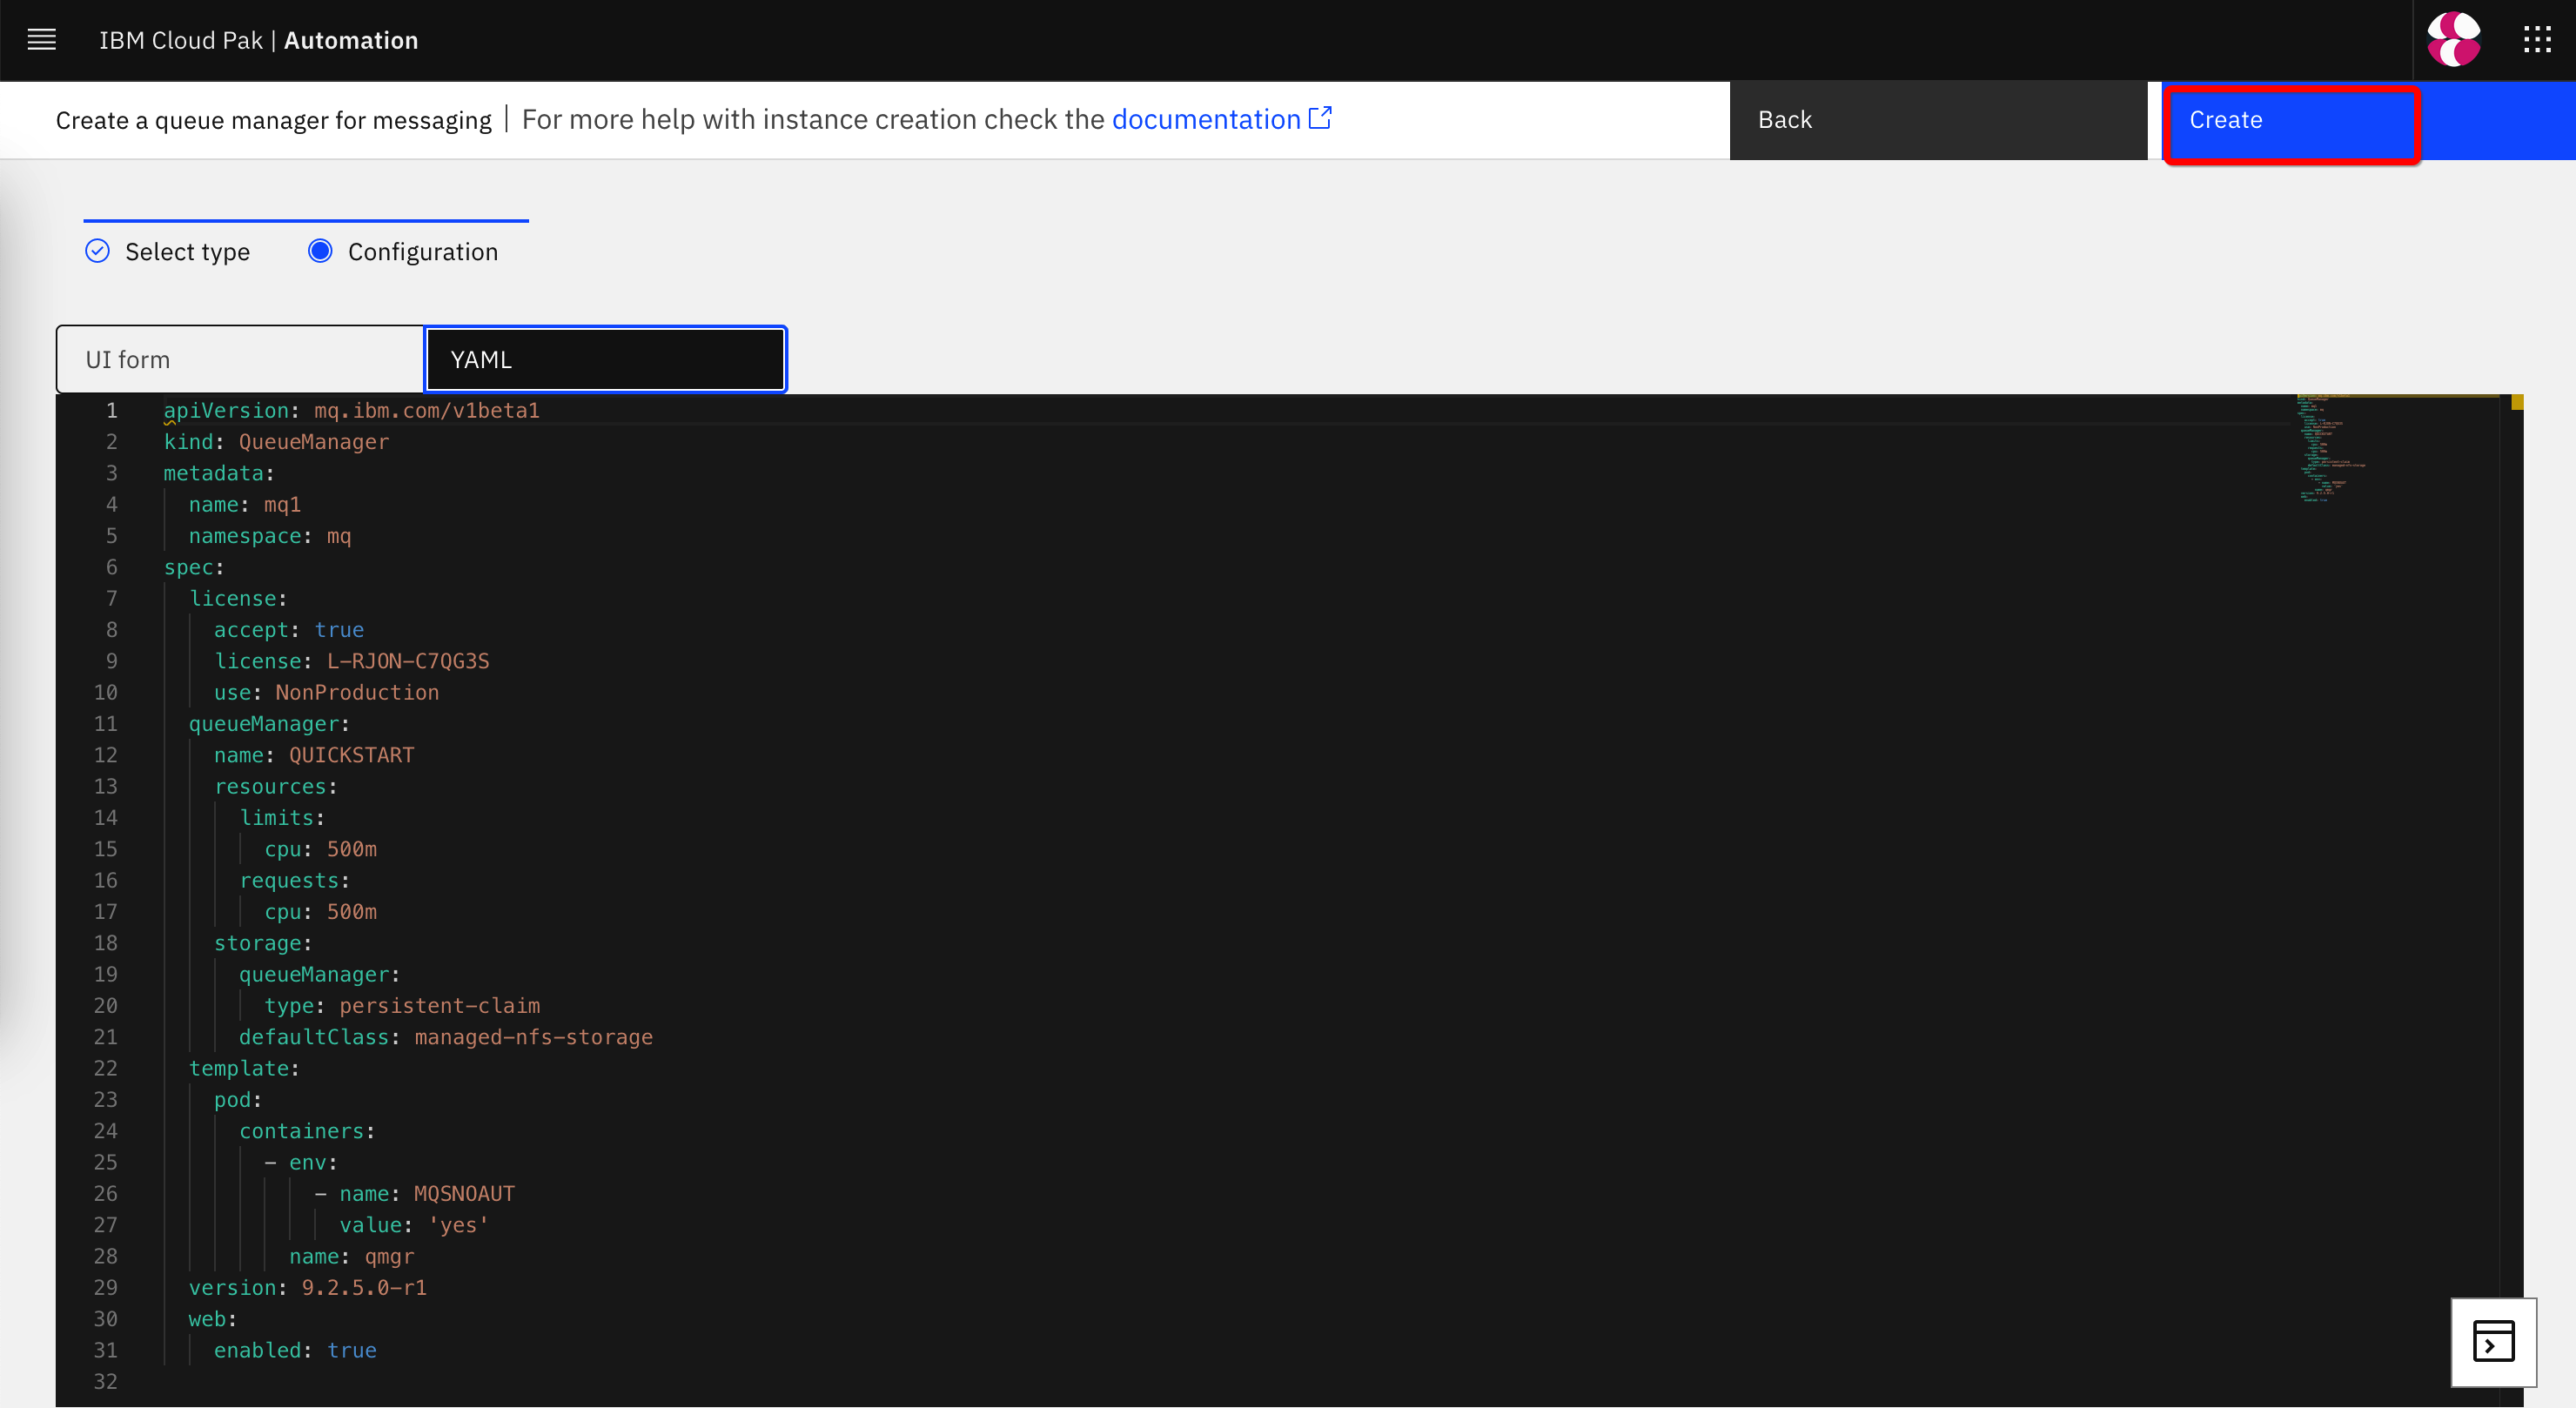 IBM Cloud Pak | Automation
Create a queue manager for messaging | For more help with instance creation check the documentation
Back
Create
Select type
Configuration
UI form
YAML
1 apiVersion: mq.ibm.com/v1beta1
2 kind: QueueManager
3 metadata:
4   name: mq1
5   namespace: mq
6 spec:
7   license:
8     accept: true
9     license: L-RJON-C7QG3S
10     use: NonProduction
11   queueManager:
12     name: QUICKSTART
13     resources:
14       limits:
15         cpu: 500m
16       requests:
17         cpu: 500m
18     storage:
19       queueManager:
20         type: persistent-claim
21       defaultClass: managed-nfs-storage
22   template:
23     pod:
24       containers:
25         - env:
26             - name: MQSNOAUT
27               value: 'yes'
28           name: qmgr
29   version: 9.2.5.0-r1
30   web:
31     enabled: true
32